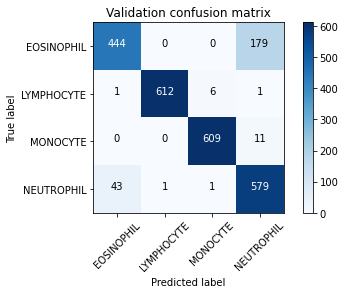 Validation confusion matrix
True label
EOSINOPHIL 444 0 0 179
LYMPHOCYTE 1 612 6 1
MONOCYTE 0 0 609 11
NEUTROPHIL 43 1 1 579
EOSINOPHIL LYMPHOCYTE MONOCYTE NEUTROPHIL
Predicted label
600
500
400
300
200
100
0